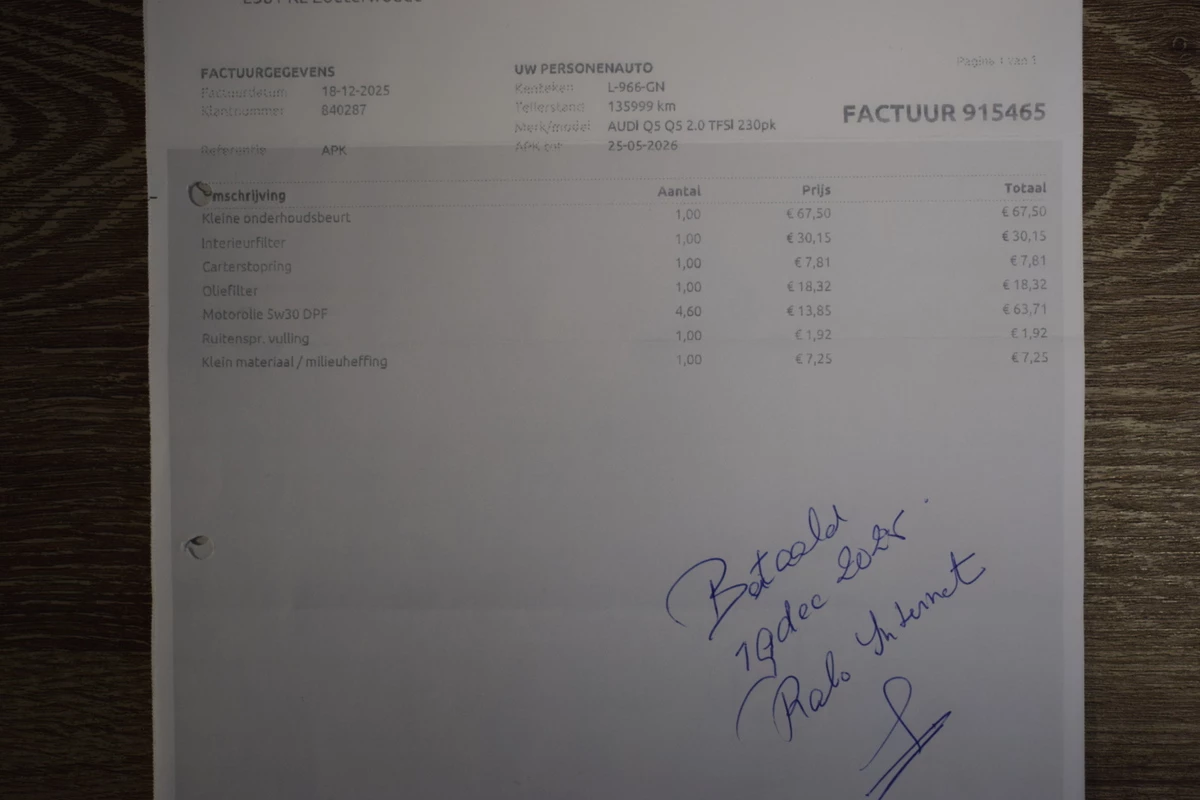 FACTUURGEGEVENS
Factuurdatum 18-12-2025
Klantnummer 840287
Referentie APK
UW PERSONENAUTO
Kenteken L-966-GN
Tellerstand 135999 km
Merk/model AUDI Q5 Q5 2.0 TFSI 230pk
APK tot 25-05-2026
Pagina 1 van 1
FACTUUR 915465
mschrijving Aantal Prijs Totaal
Kleine onderhoudsbeurt 1,00 € 67,50 € 67,50
Interieurfilter 1,00 € 30,15 € 30,15
Carterstopring 1,00 € 7,81 € 7,81
Oliefilter 1,00 € 18,32 € 18,32
Motorolie 5w30 DPF 4,60 € 13,85 € 63,71
Ruitenspr. vulling 1,00 € 1,92 € 1,92
Klein materiaal / milieuheffing 1,00 € 7,25 € 7,25
Betaald
19 dec 2025
Rabo Internet